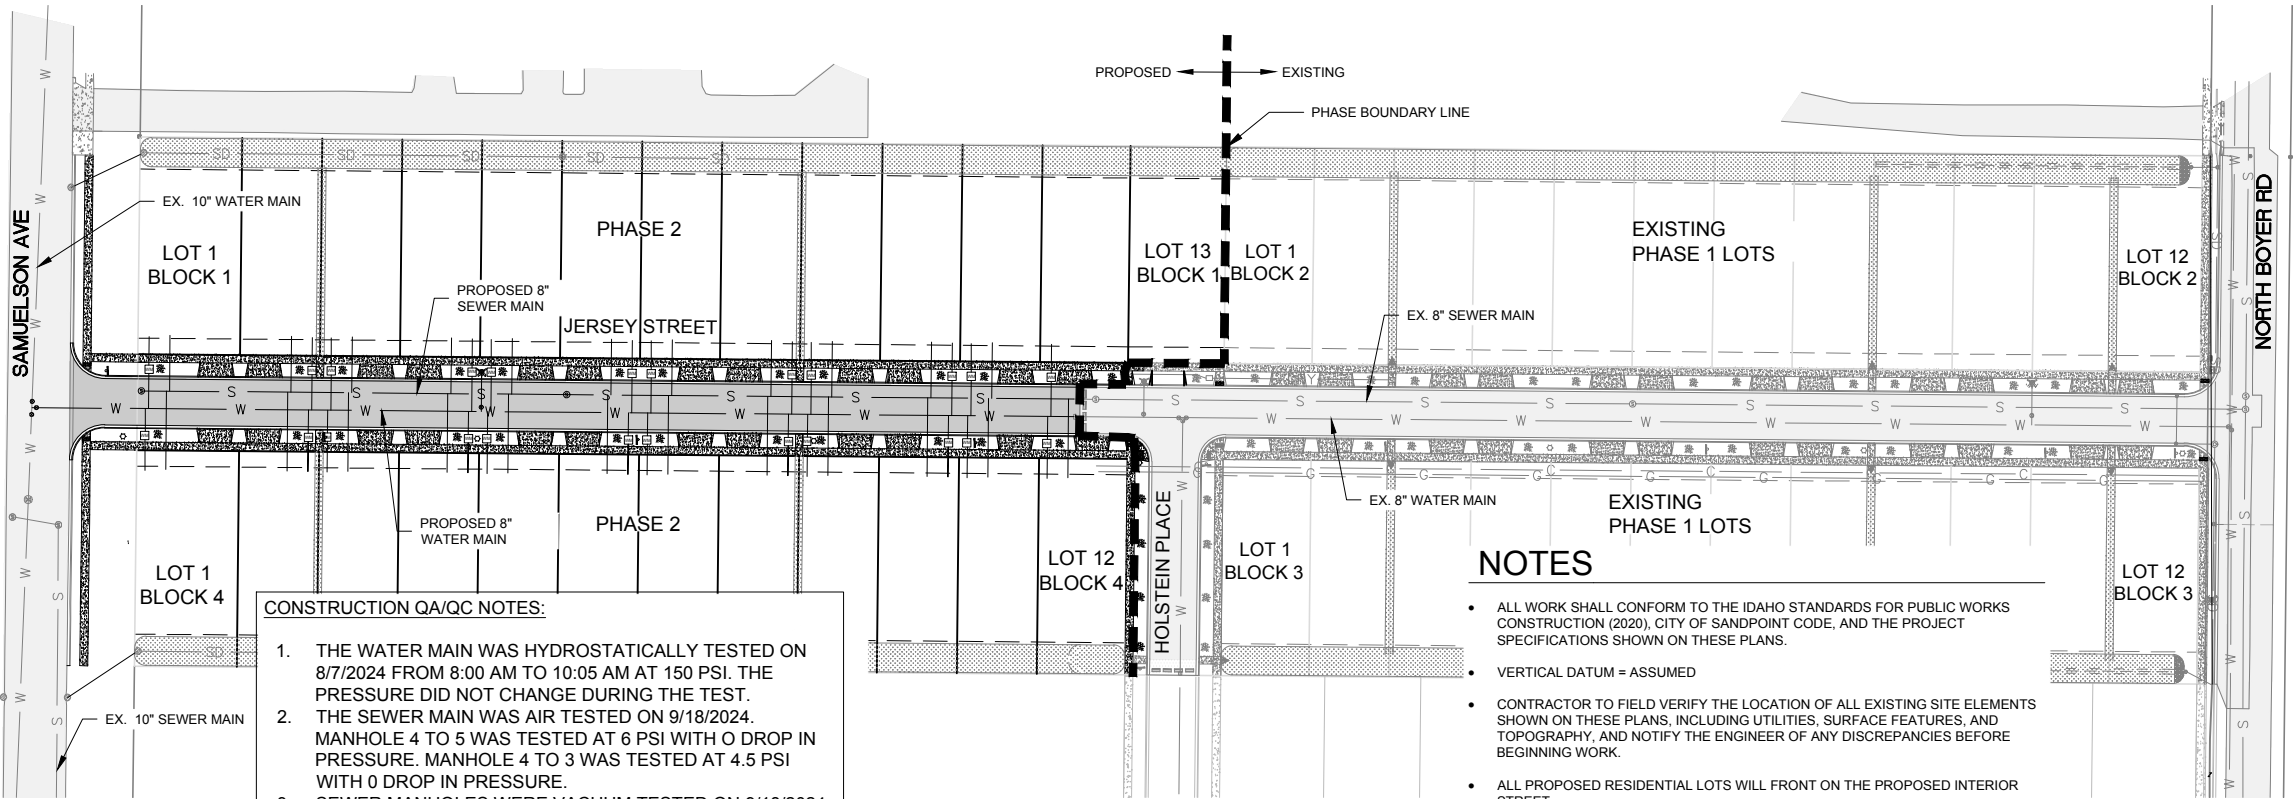 PROPOSED
EXISTING
PHASE BOUNDARY LINE
SAMUELSON AVE
EX. 10" WATER MAIN
LOT 1
BLOCK 1
PHASE 2
PROPOSED 8"
SEWER MAIN
JERSEY STREET
LOT 13
BLOCK 1
LOT 1
BLOCK 2
EXISTING
PHASE 1 LOTS
LOT 12
BLOCK 2
NORTH BOYER RD
EX. 8" SEWER MAIN
EX. 8" WATER MAIN
PROPOSED 8"
WATER MAIN
PHASE 2
LOT 1
BLOCK 4
LOT 12
BLOCK 4
HOLSTEIN PLACE
LOT 1
BLOCK 3
EXISTING
PHASE 1 LOTS
LOT 12
BLOCK 3
EX. 10" SEWER MAIN
CONSTRUCTION QA/QC NOTES:
1. THE WATER MAIN WAS HYDROSTATICALLY TESTED ON
8/7/2024 FROM 8:00 AM TO 10:05 AM AT 150 PSI. THE
PRESSURE DID NOT CHANGE DURING THE TEST.
2. THE SEWER MAIN WAS AIR TESTED ON 9/18/2024.
MANHOLE 4 TO 5 WAS TESTED AT 6 PSI WITH O DROP IN
PRESSURE. MANHOLE 4 TO 3 WAS TESTED AT 4.5 PSI
WITH 0 DROP IN PRESSURE.
SEWER MANHOLES WERE VACUUM TESTED ON
NOTES
• ALL WORK SHALL CONFORM TO THE IDAHO STANDARDS FOR PUBLIC WORKS
CONSTRUCTION (2020), CITY OF SANDPOINT CODE, AND THE PROJECT
SPECIFICATIONS SHOWN ON THESE PLANS.
• VERTICAL DATUM = ASSUMED
• CONTRACTOR TO FIELD VERIFY THE LOCATION OF ALL EXISTING SITE ELEMENTS
SHOWN ON THESE PLANS, INCLUDING UTILITIES, SURFACE FEATURES, AND
TOPOGRAPHY, AND NOTIFY THE ENGINEER OF ANY DISCREPANCIES BEFORE
BEGINNING WORK.
• ALL PROPOSED RESIDENTIAL LOTS WILL FRONT ON THE PROPOSED INTERIOR